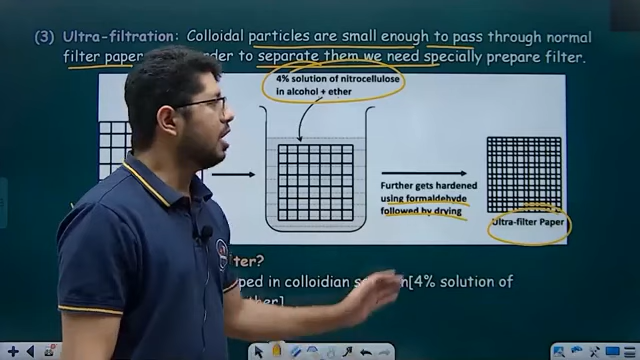 (3) Ultra-filtration: Colloidal particles are small enough to pass through normal
filter paper order to separate them we need specially prepare filter.
4% solution of nitrocellulose
in alcohol + ether
Further gets hardened
using formaldehyde
followed by drying
Ultra-filter Paper
ter?
ped in colloidian [4% solution of